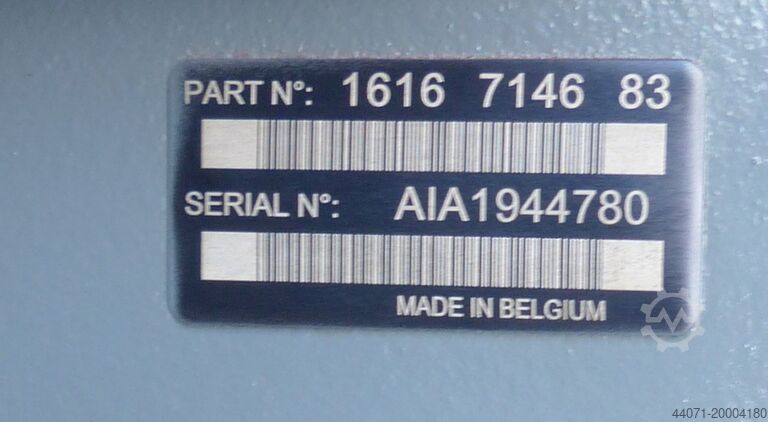 PART N°: 1616 7146 83
SERIAL N°: AIA1944780
MADE IN BELGIUM
44071-20004180